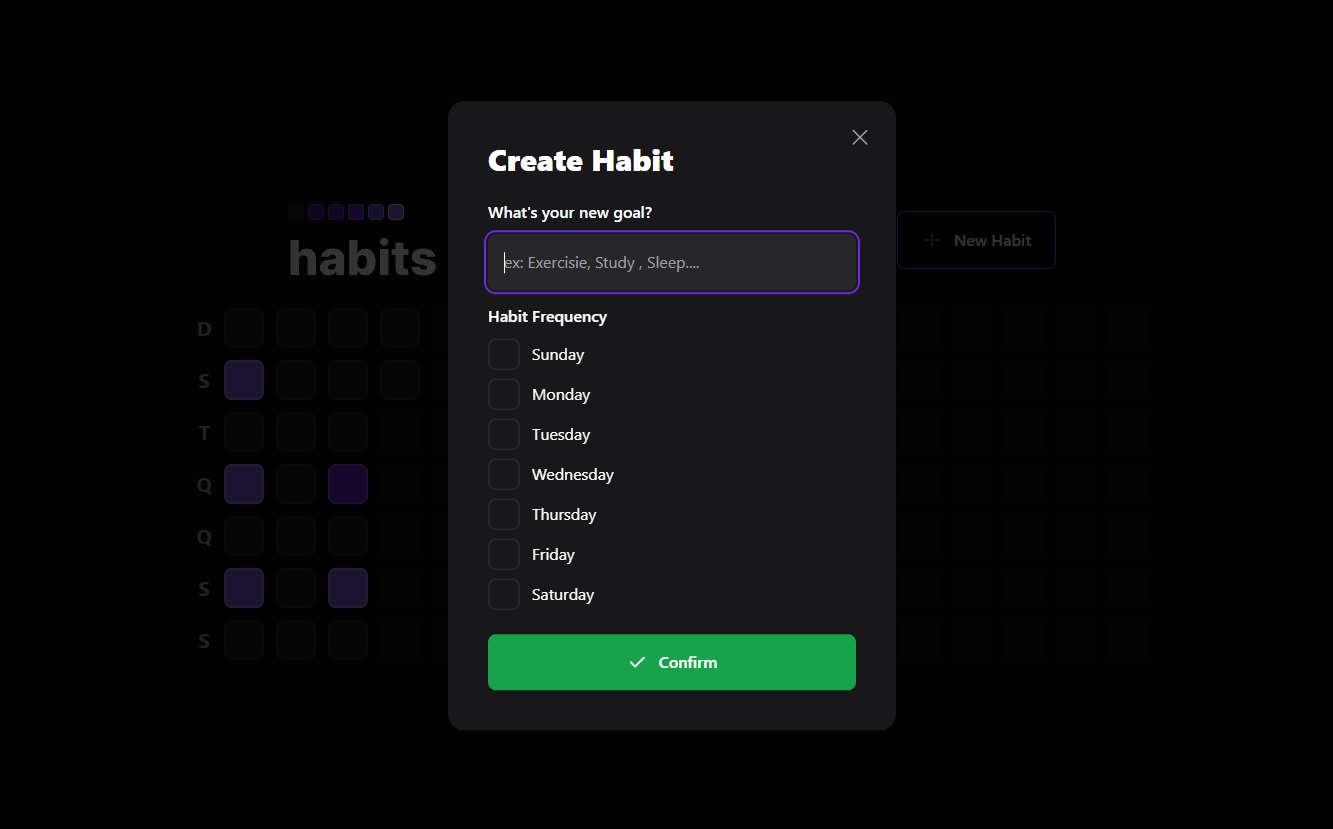 Create Habit
What's your new goal?
ex: Exercisie, Study , Sleep....
Habit Frequency
Sunday
Monday
Tuesday
Wednesday
Thursday
Friday
Saturday
Confirm
habits
New Habit
D
S
T
Q
Q
S
S